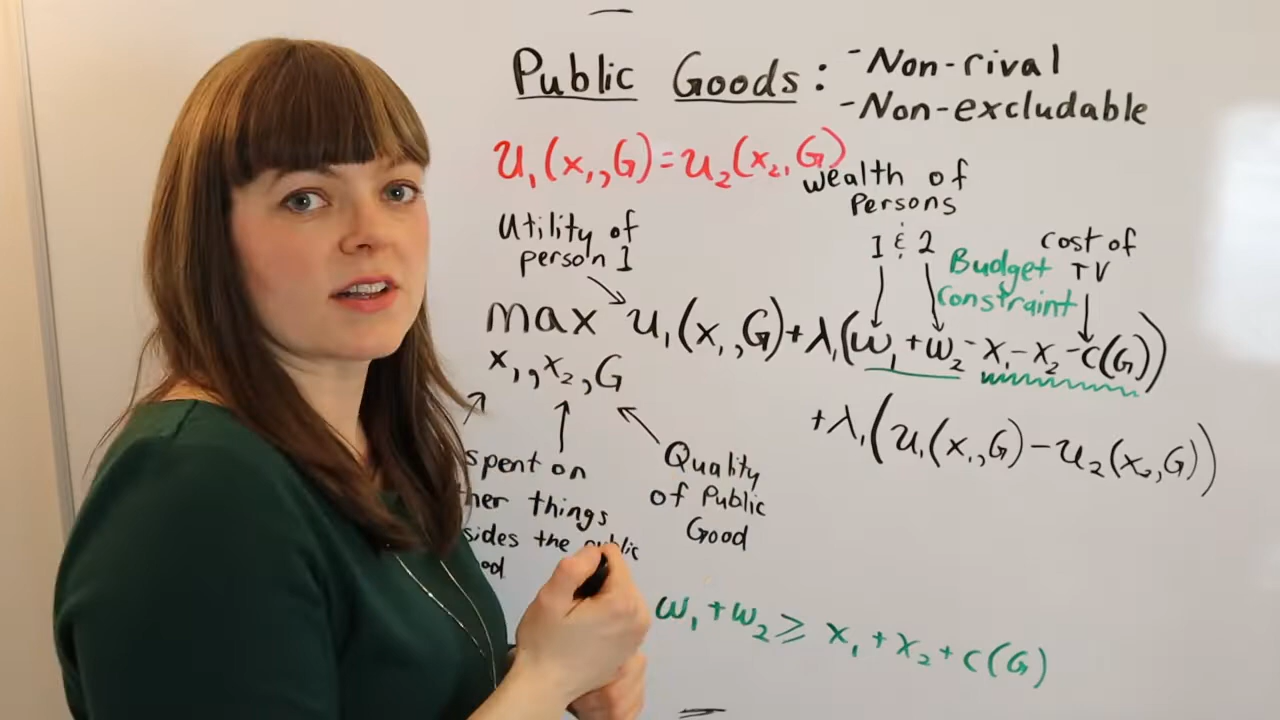 Public Goods : - Non-rival
- Non-excludable
u₁(x₁,G)=u₂(x₂,G)
wealth of
Persons
1 & 2
Utility of
person 1
cost of
TV
Budget
Constraint
max u₁(x₁,G)+λ₁(w₁+w₂-x₁-x₂-c(G))
x₁,x₂,G
+λ₁(u₁(x₁,G)-u₂(x₂,G))
spent on
things
the public
Quality
of Public
Good
w₁+w₂≥x₁+x₂+c(G)